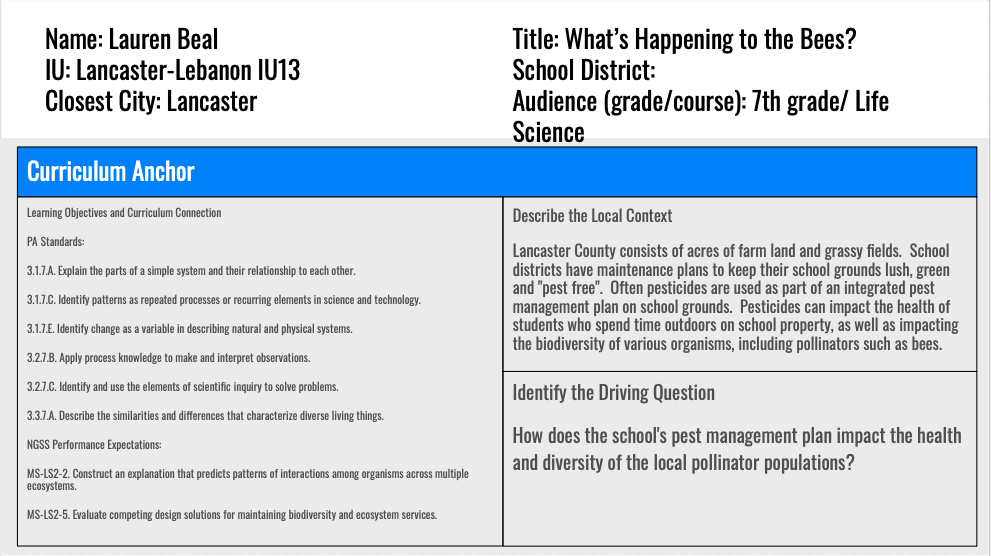 Name: Lauren Beal
IU: Lancaster-Lebanon IU13
Closest City: Lancaster
Title: What's Happening to the Bees?
School District:
Audience (grade/course): 7th grade/ Life
Science
Curriculum Anchor
Learning Objectives and Curriculum Connection
PA Standards:
3.1.7.A. Explain the parts of a simple system and their relationship to each other.
3.1.7.C. Identify patterns as repeated processes or recurring elements in science and technology.
3.1.7.E. Identify change as a variable in describing natural and physical systems.
3.2.7.B. Apply process knowledge to make and interpret observations.
3.2.7.C. Identify and use the elements of scientific inquiry to solve problems.
3.3.7.A. Describe the similarities and differences that characterize diverse living things.
NGSS Performance Expectations:
MS-LS2-2. Construct an explanation that predicts patterns of interactions among organisms across multiple
ecosystems.
MS-LS2-5. Evaluate competing design solutions for maintaining biodiversity and ecosystem services.
Describe the Local Context
Lancaster County consists of acres of farm land and grassy fields.  School
districts have maintenance plans to keep their school grounds lush, green
and "pest free".  Often pesticides are used as part of an integrated pest
management plan on school grounds.  Pesticides can impact the health of
students who spend time outdoors on school property, as well as impacting
the biodiversity of various organisms, including pollinators such as bees.
Identify the Driving Question
How does the school's pest management plan impact the health
and diversity of the local pollinator populations?